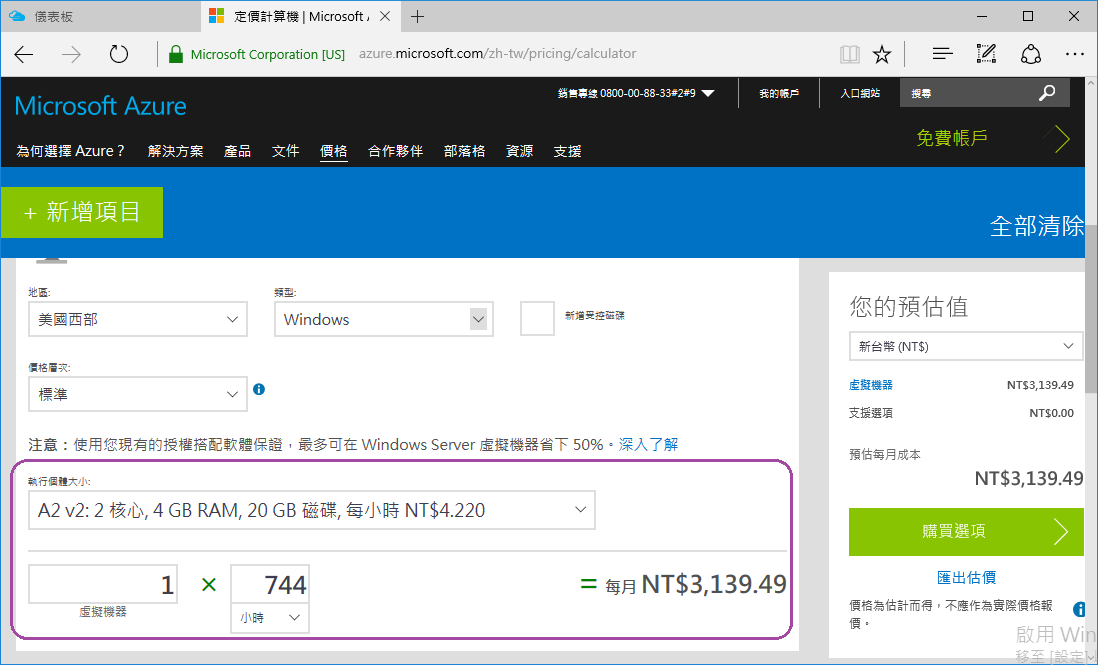 儀表板
定價計算機 | Microsoft A
Microsoft Corporation [US] azure.microsoft.com/zh-tw/pricing/calculator
銷售專線 0800-00-88-33#2#9
我的帳戶
入口網站
搜尋
Microsoft Azure
免費帳戶
為何選擇 Azure？ 解決方案 產品 文件 價格 合作夥伴 部落格 資源 支援
+ 新增項目
全部清除
地區:
類型:
美國西部
Windows
新增受控磁碟
價格層次:
標準
注意：使用您現有的授權搭配軟體保證，最多可在 Windows Server 虛擬機器省下 50%。深入了解
執行個體大小:
A2 v2: 2 核心, 4 GB RAM, 20 GB 磁碟, 每小時 NT$4.220
1 × 744 = 每月 NT$3,139.49
虛擬機器
小時
您的預估值
新台幣 (NT$)
虛擬機器 NT$3,139.49
支援選項 NT$0.00
預估每月成本
NT$3,139.49
購買選項
匯出估價
價格為估計而得，不應作為實際價格報
價。
啟用 Win
移至 [設定]